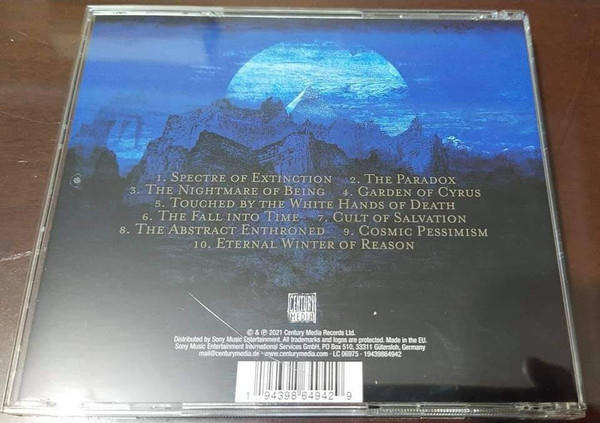 1. Spectre of Extinction 2. The Paradox
3. The Nightmare of Being 4. Garden of Cyrus
5. Touched by the White Hands of Death
6. The Fall into Time 7. Cult of Salvation
8. The Abstract Enthroned 9. Cosmic Pessimism
10. Eternal Winter of Reason
CENTURY
MEDIA
© & ℗ 2021 Century Media Records Ltd.
Distributed by Sony Music Entertainment. All trademarks and logos are protected. Made in the EU.
Sony Music Entertainment International Services GmbH, PO Box 510, 33311 Gütersloh, Germany
mail@centurymedia.de · www.centurymedia.com · LC 06975 · 19439864942
1 94398 64942 9